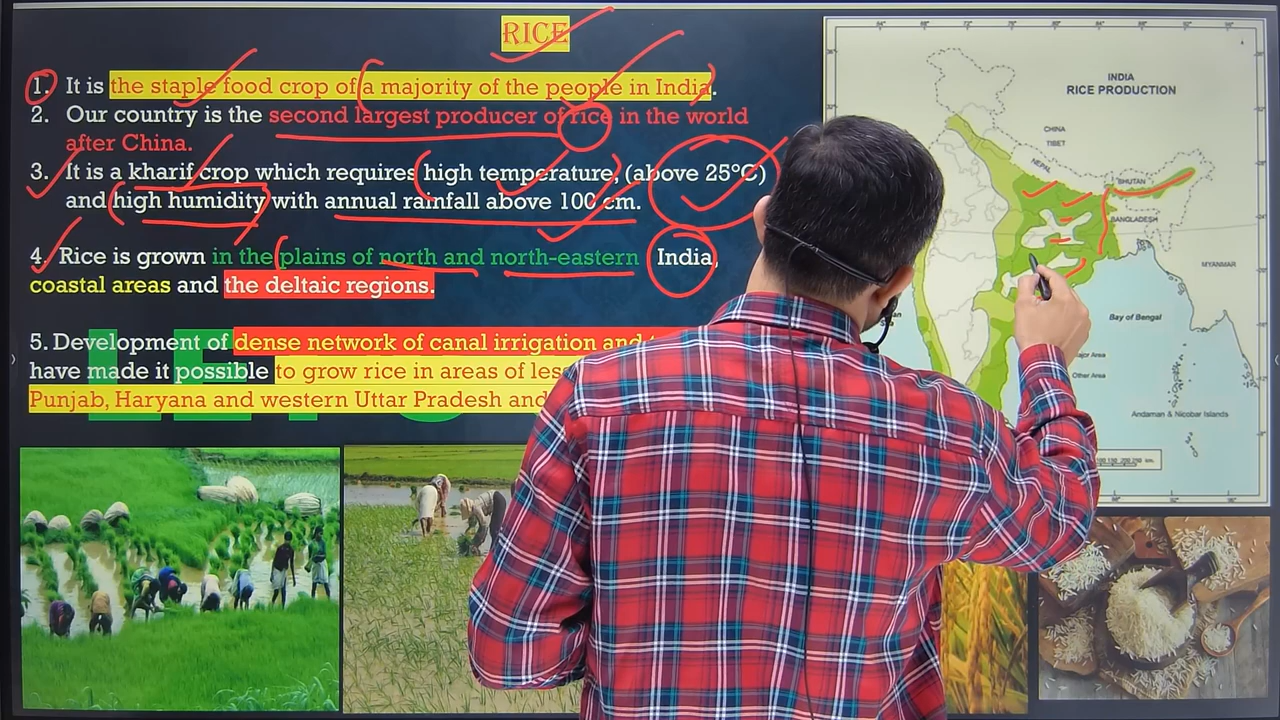 RICE
1. It is the staple food crop of a majority of the people in India.
2. Our country is the second largest producer of rice in the world
after China.
3. It is a kharif crop which requires high temperature, (above 25°C)
and high humidity with annual rainfall above 100 cm.
4. Rice is grown in the plains of north and north-eastern India,
coastal areas and the deltaic regions.
5. Development of dense network of canal irrigation and
have made it possible to grow rice in areas of less
Punjab, Haryana and western Uttar Pradesh and
INDIA
RICE PRODUCTION
CHINA
TIBET
NEPAL
BHUTAN
BANGLADESH
MYANMAR
Bay of Bengal
Area
Other Area
Andaman & Nicobar Islands